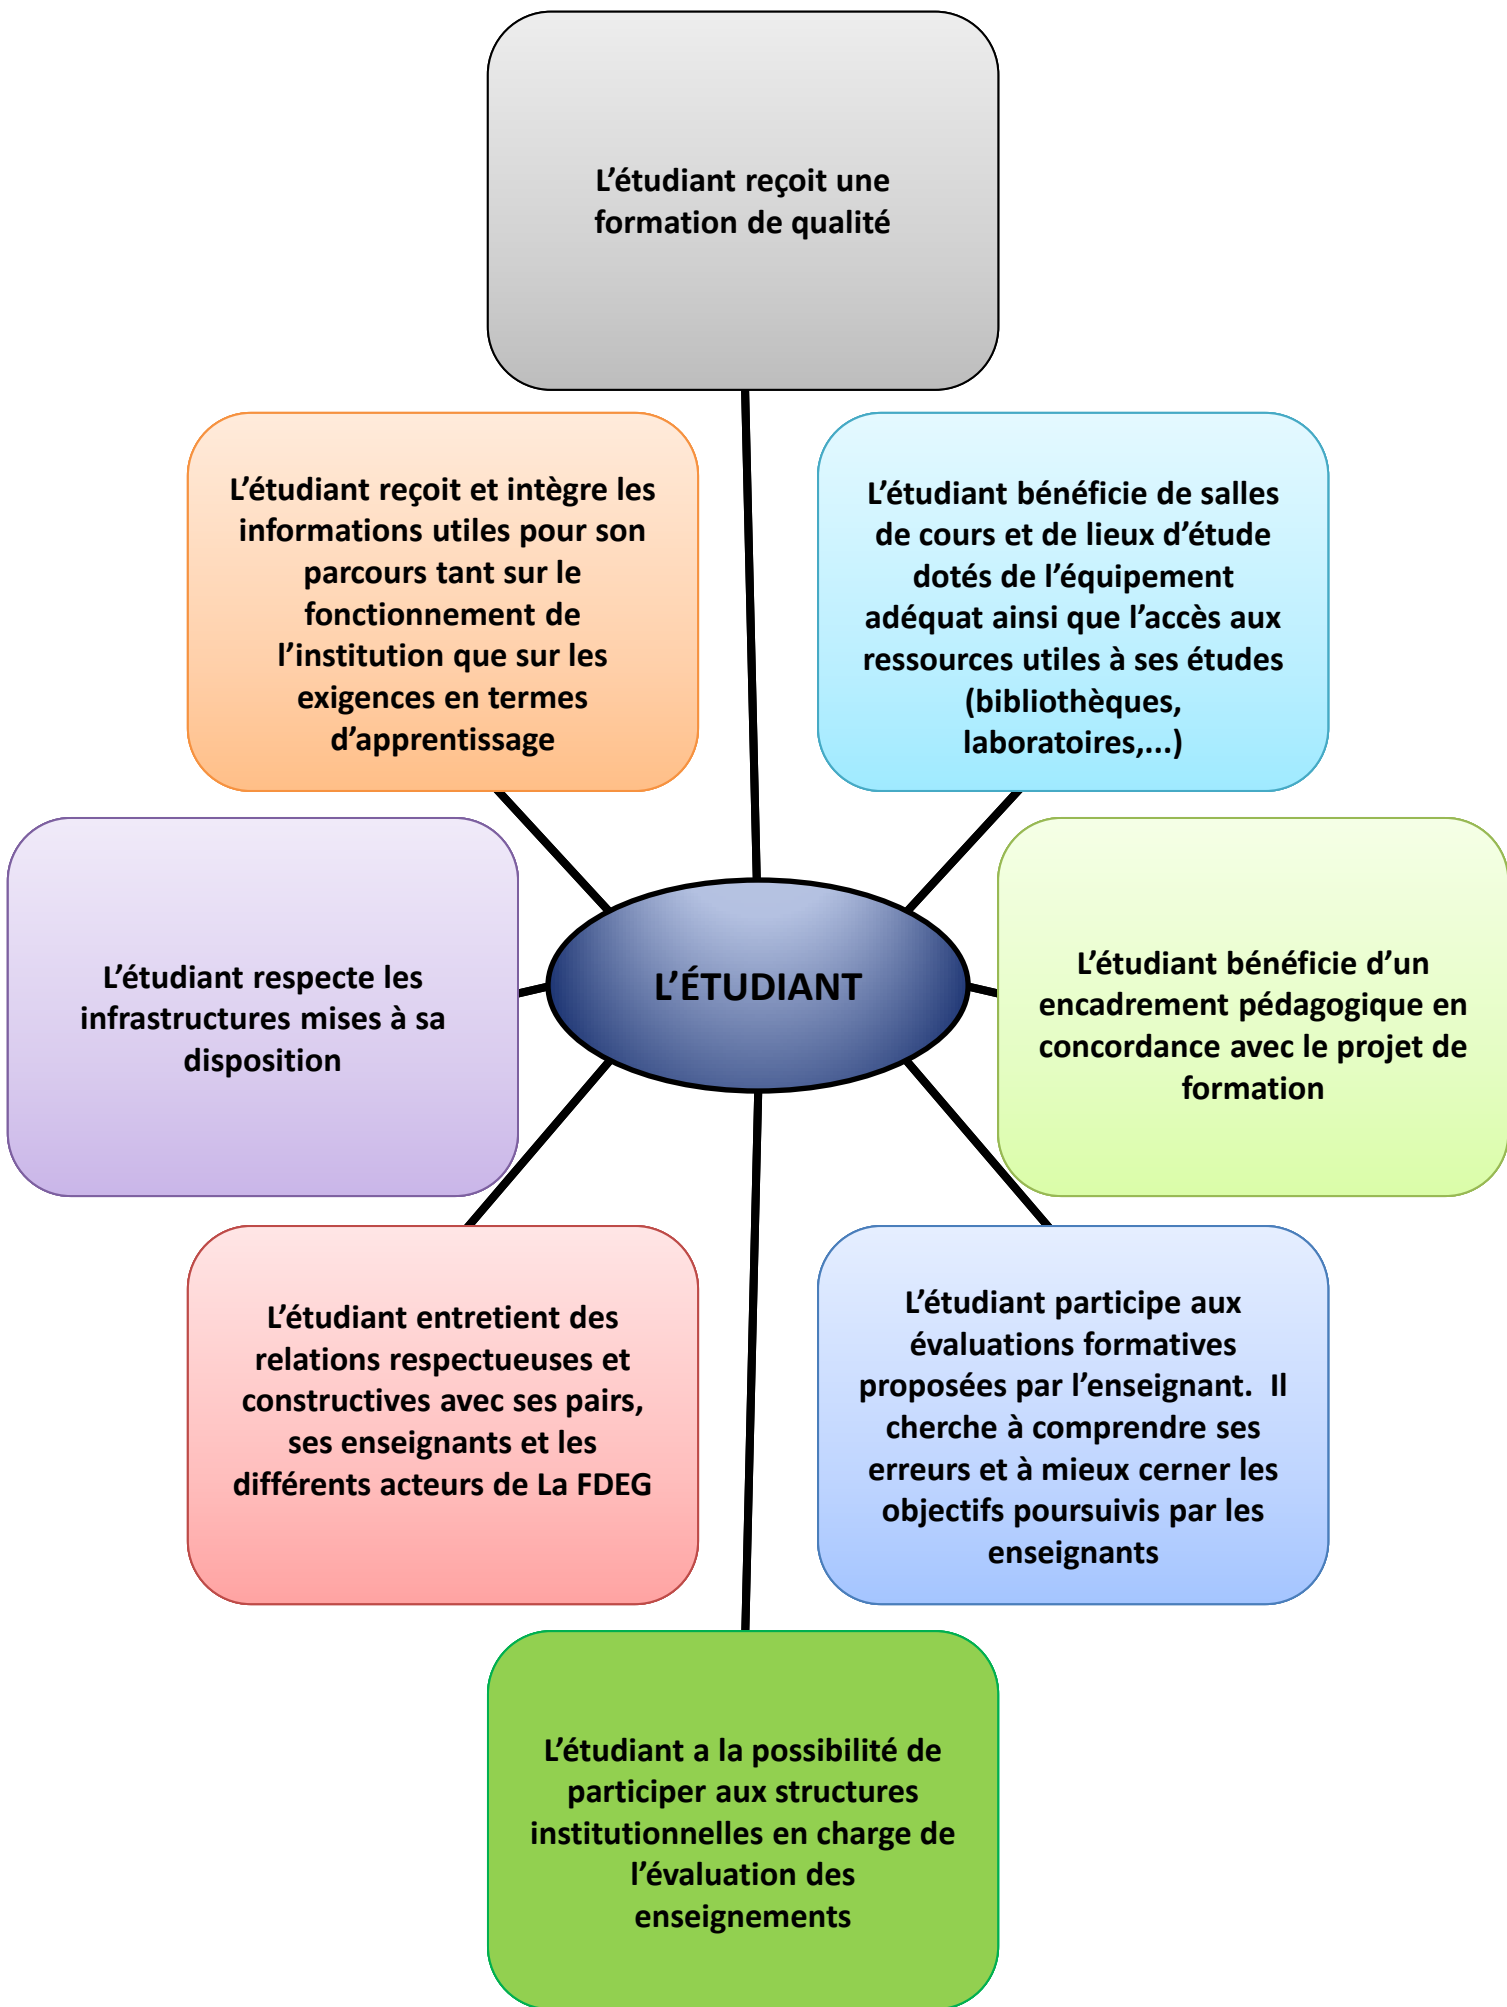 L’étudiant reçoit une
formation de qualité
L’étudiant reçoit et intègre les
informations utiles pour son
parcours tant sur le
fonctionnement de
l’institution que sur les
exigences en termes
d’apprentissage
L’étudiant bénéficie de salles
de cours et de lieux d’étude
dotés de l’équipement
adéquat ainsi que l’accès aux
ressources utiles à ses études
(bibliothèques,
laboratoires,...)
L’étudiant respecte les
infrastructures mises à sa
disposition
L’ÉTUDIANT
L’étudiant bénéficie d’un
encadrement pédagogique en
concordance avec le projet de
formation
L’étudiant entretient des
relations respectueuses et
constructives avec ses pairs,
ses enseignants et les
différents acteurs de La FDEG
L’étudiant participe aux
évaluations formatives
proposées par l’enseignant.  Il
cherche à comprendre ses
erreurs et à mieux cerner les
objectifs poursuivis par les
enseignants
L’étudiant a la possibilité de
participer aux structures
institutionnelles en charge de
l’évaluation des
enseignements